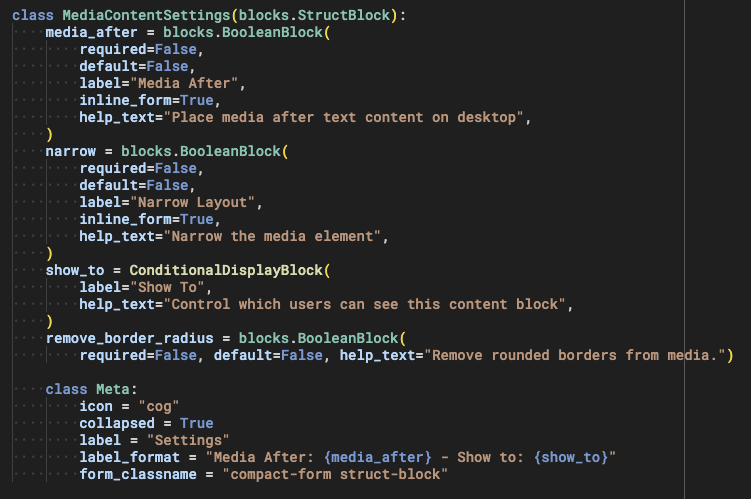 class MediaContentSettings(blocks.StructBlock):
    media_after = blocks.BooleanBlock(
        required=False,
        default=False,
        label="Media After",
        inline_form=True,
        help_text="Place media after text content on desktop",
    )
    narrow = blocks.BooleanBlock(
        required=False,
        default=False,
        label="Narrow Layout",
        inline_form=True,
        help_text="Narrow the media element",
    )
    show_to = ConditionalDisplayBlock(
        label="Show To",
        help_text="Control which users can see this content block",
    )
    remove_border_radius = blocks.BooleanBlock(
        required=False, default=False, help_text="Remove rounded borders from media.")

    class Meta:
        icon = "cog"
        collapsed = True
        label = "Settings"
        label_format = "Media After: {media_after} - Show to: {show_to}"
        form_classname = "compact-form struct-block"